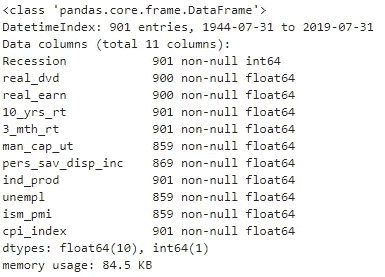 <class 'pandas.core.frame.DataFrame'>
DatetimeIndex: 901 entries, 1944-07-31 to 2019-07-31
Data columns (total 11 columns):
Recession 901 non-null int64
real_dvd 900 non-null float64
real_earn 900 non-null float64
10_yrs_rt 901 non-null float64
3_mth_rt 901 non-null float64
man_cap_ut 859 non-null float64
pers_sav_disp_inc 869 non-null float64
ind_prod 901 non-null float64
unempl 859 non-null float64
ism_pmi 859 non-null float64
cpi_index 901 non-null float64
dtypes: float64(10), int64(1)
memory usage: 84.5 KB